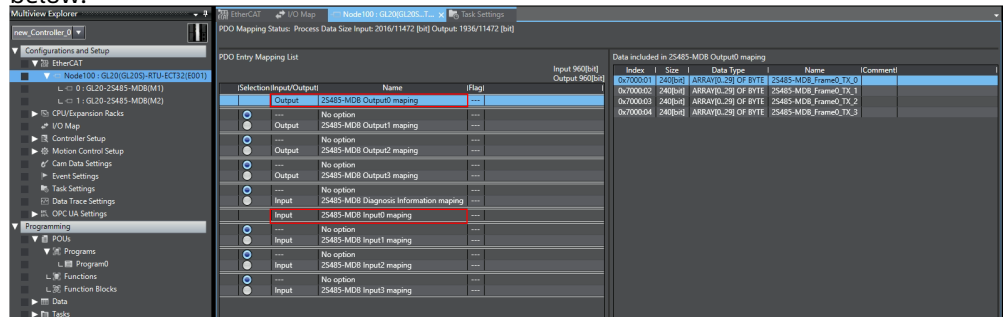 below:
Multiview Explorer
new_Controller_0
Configurations and Setup
EtherCAT
Node100 : GL20(GL20S)-RTU-ECT32(E001)
0 : GL20-2S485-MDB(M1)
1 : GL20-2S485-MDB(M2)
CPU/Expansion Racks
I/O Map
Controller Setup
Motion Control Setup
Cam Data Settings
Event Settings
Task Settings
Data Trace Settings
OPC UA Settings
Programming
POUs
Programs
Program0
Functions
Function Blocks
Data
Tasks
EtherCAT I/O Map Node100 : GL20(GL20S...T... Task Settings
PDO Mapping Status: Process Data Size Input: 2016/11472 [bit] Output: 1936/11472 [bit]
PDO Entry Mapping List
Input 960[bit]
Output 960[bit]
|Selection|Input/Output| Name |Flag|
Output 2S485-MDB Output0 maping
--- No option ---
Output 2S485-MDB Output1 maping ---
--- No option ---
Output 2S485-MDB Output2 maping ---
--- No option ---
Output 2S485-MDB Output3 maping ---
--- No option ---
Input 2S485-MDB Diagnosis Information maping ---
Input 2S485-MDB Input0 maping ---
--- No option ---
Input 2S485-MDB Input1 maping ---
--- No option ---
Input 2S485-MDB Input2 maping ---
--- No option ---
Input 2S485-MDB Input3 maping ---
Data included in 2S485-MDB Output0 maping
Index | Size | Data Type | Name |Comment|
0x7000:01 240[bit] ARRAY[0..29] OF BYTE 2S485-MDB_Frame0_TX_0
0x7000:02 240[bit] ARRAY[0..29] OF BYTE 2S485-MDB_Frame0_TX_1
0x7000:03 240[bit] ARRAY[0..29] OF BYTE 2S485-MDB_Frame0_TX_2
0x7000:04 240[bit] ARRAY[0..29] OF BYTE 2S485-MDB_Frame0_TX_3